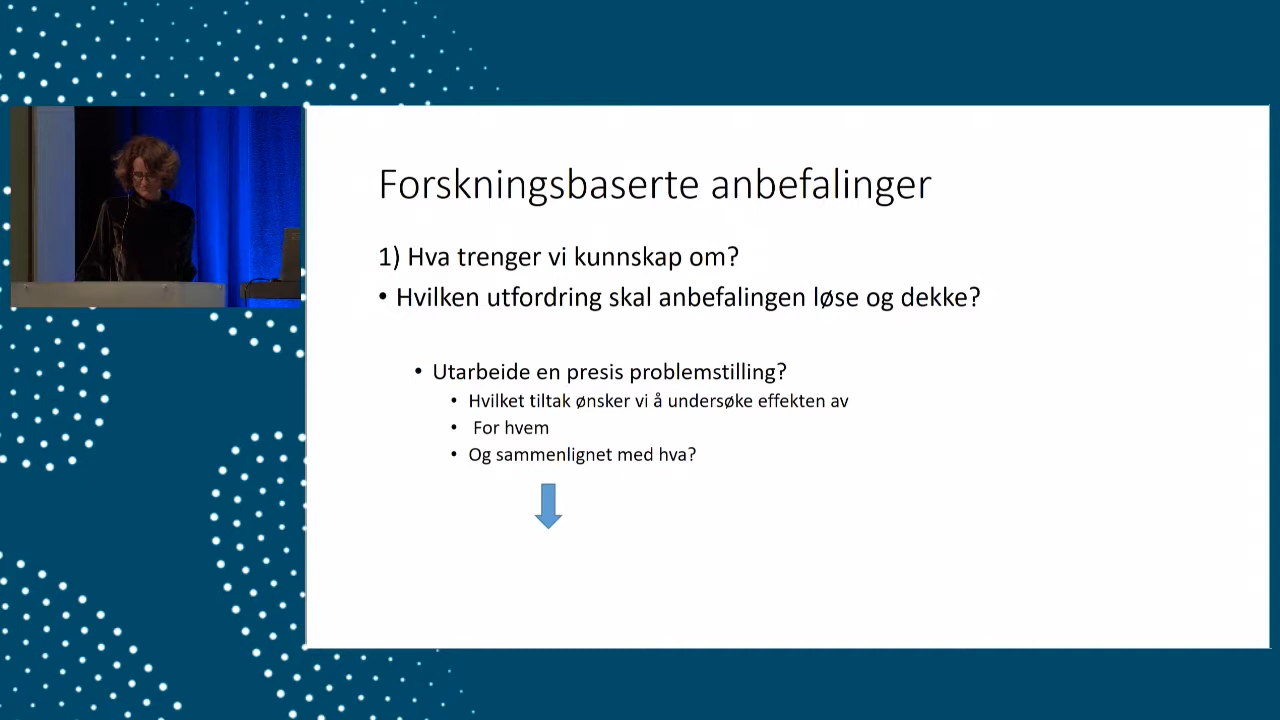 Forskningsbaserte anbefalinger
1) Hva trenger vi kunnskap om?
• Hvilken utfordring skal anbefalingen løse og dekke?
• Utarbeide en presis problemstilling?
• Hvilket tiltak ønsker vi å undersøke effekten av
• For hvem
• Og sammenlignet med hva?